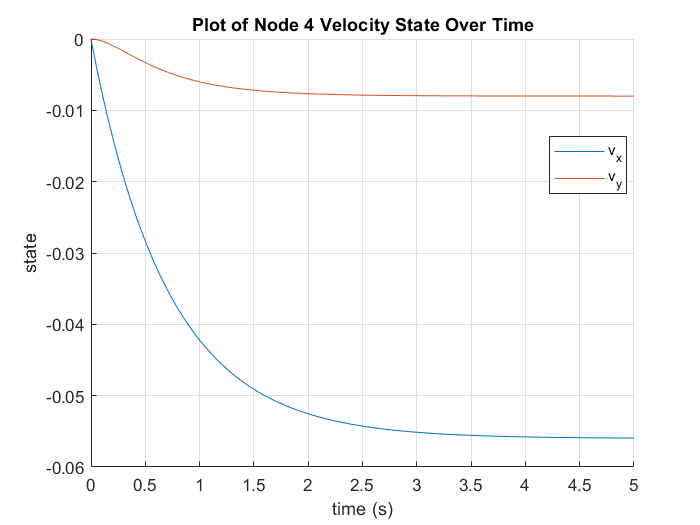 Plot of Node 4 Velocity State Over Time
0
-0.01
-0.02
-0.03
-0.04
-0.05
-0.06
state
v_x
v_y
0 0.5 1 1.5 2 2.5 3 3.5 4 4.5 5
time (s)